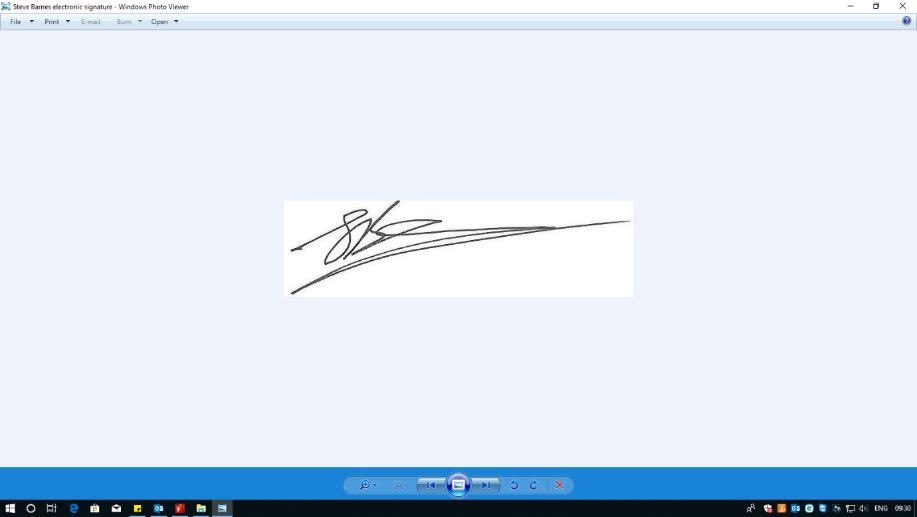 Steve Barnes electronic signature - Windows Photo Viewer
File Print E-mail Burn Open
ENG 09:30